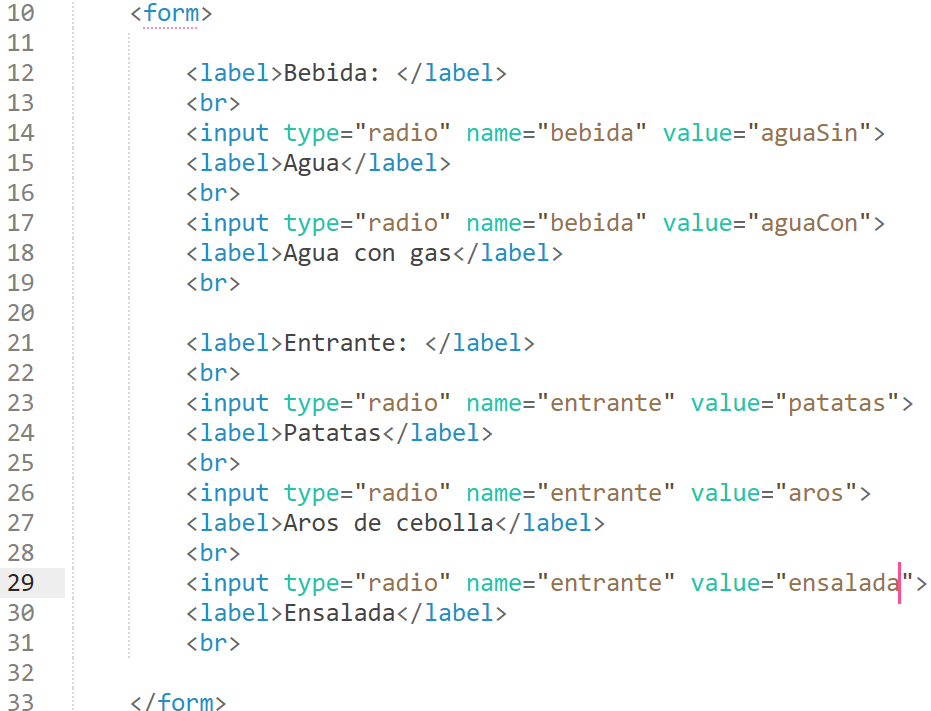 10 <form>
11
12 <label>Bebida: </label>
13 <br>
14 <input type="radio" name="bebida" value="aguaSin">
15 <label>Agua</label>
16 <br>
17 <input type="radio" name="bebida" value="aguaCon">
18 <label>Agua con gas</label>
19 <br>
20
21 <label>Entrante: </label>
22 <br>
23 <input type="radio" name="entrante" value="patatas">
24 <label>Patatas</label>
25 <br>
26 <input type="radio" name="entrante" value="aros">
27 <label>Aros de cebolla</label>
28 <br>
29 <input type="radio" name="entrante" value="ensalada">
30 <label>Ensalada</label>
31 <br>
32
33 </form>